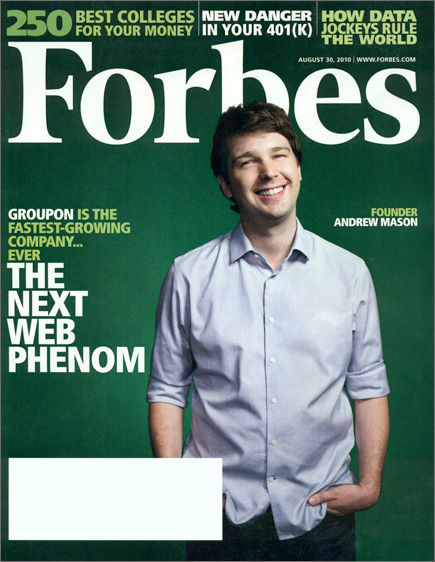 250 BEST COLLEGES FOR YOUR MONEY
NEW DANGER IN YOUR 401(K)
HOW DATA JOCKEYS RULE THE WORLD
Forbes
AUGUST 30, 2010 | WWW.FORBES.COM
GROUPON IS THE
FASTEST-GROWING
COMPANY...
EVER
THE
NEXT
WEB
PHENOM
FOUNDER
ANDREW MASON